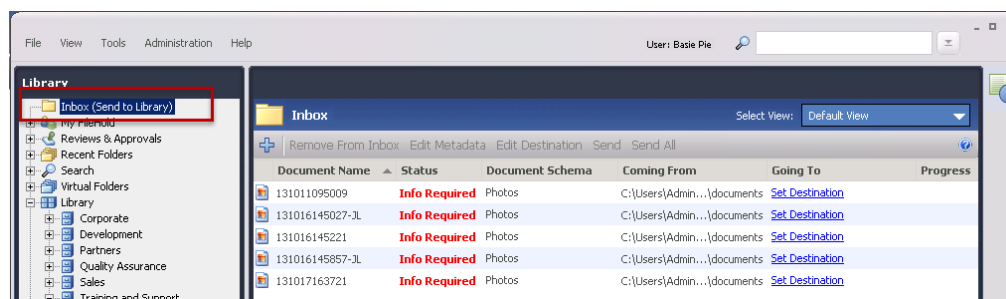 File View Tools Administration Help User: Basie Pie
Library
Inbox (Send to Library)
My FileHold
Reviews & Approvals
Recent Folders
Search
Virtual Folders
Library
Corporate
Development
Partners
Quality Assurance
Sales
Training and Support
Inbox Select View: Default View
Remove From Inbox Edit Metadata Edit Destination Send Send All
Document Name Status Document Schema Coming From Going To Progress
131011095009 Info Required Photos C:\Users\Admin...\documents Set Destination
131016145027-JL Info Required Photos C:\Users\Admin...\documents Set Destination
131016145221 Info Required Photos C:\Users\Admin...\documents Set Destination
131016145857-JL Info Required Photos C:\Users\Admin...\documents Set Destination
131017163721 Info Required Photos C:\Users\Admin...\documents Set Destination